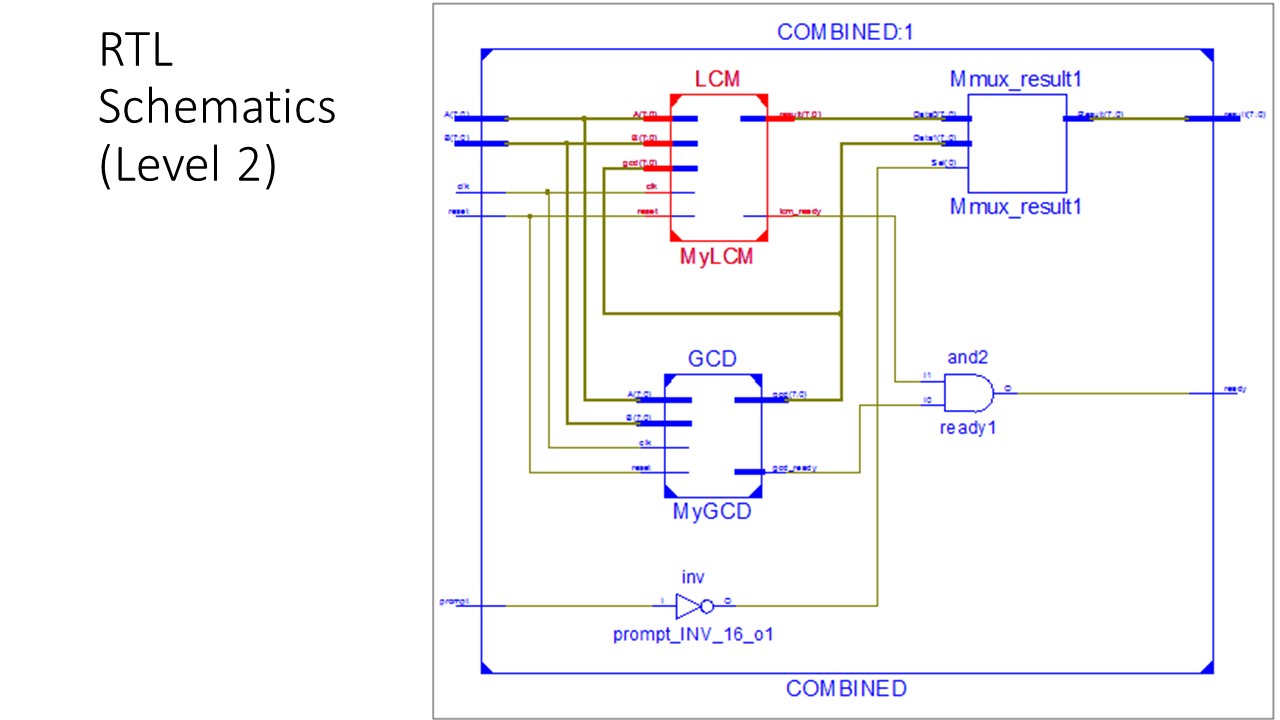 RTL
Schematics
(Level 2)
COMBINED:1
LCM
Mmux_result1
A(7:0)
A(7:0)
result(7:0)
Data0(7:0)
Result(7:0)
result(7:0)
B(7:0)
B(7:0)
Data1(7:0)
gcd(7:0)
Sel(0)
clk
clk
reset
reset
lcm_ready
Mmux_result1
MyLCM
GCD
and2
A(7:0)
gcd(7:0)
I1
O
ready
B(7:0)
I0
ready1
clk
reset
gcd_ready
MyGCD
inv
prompt
I
O
prompt_INV_16_o1
COMBINED